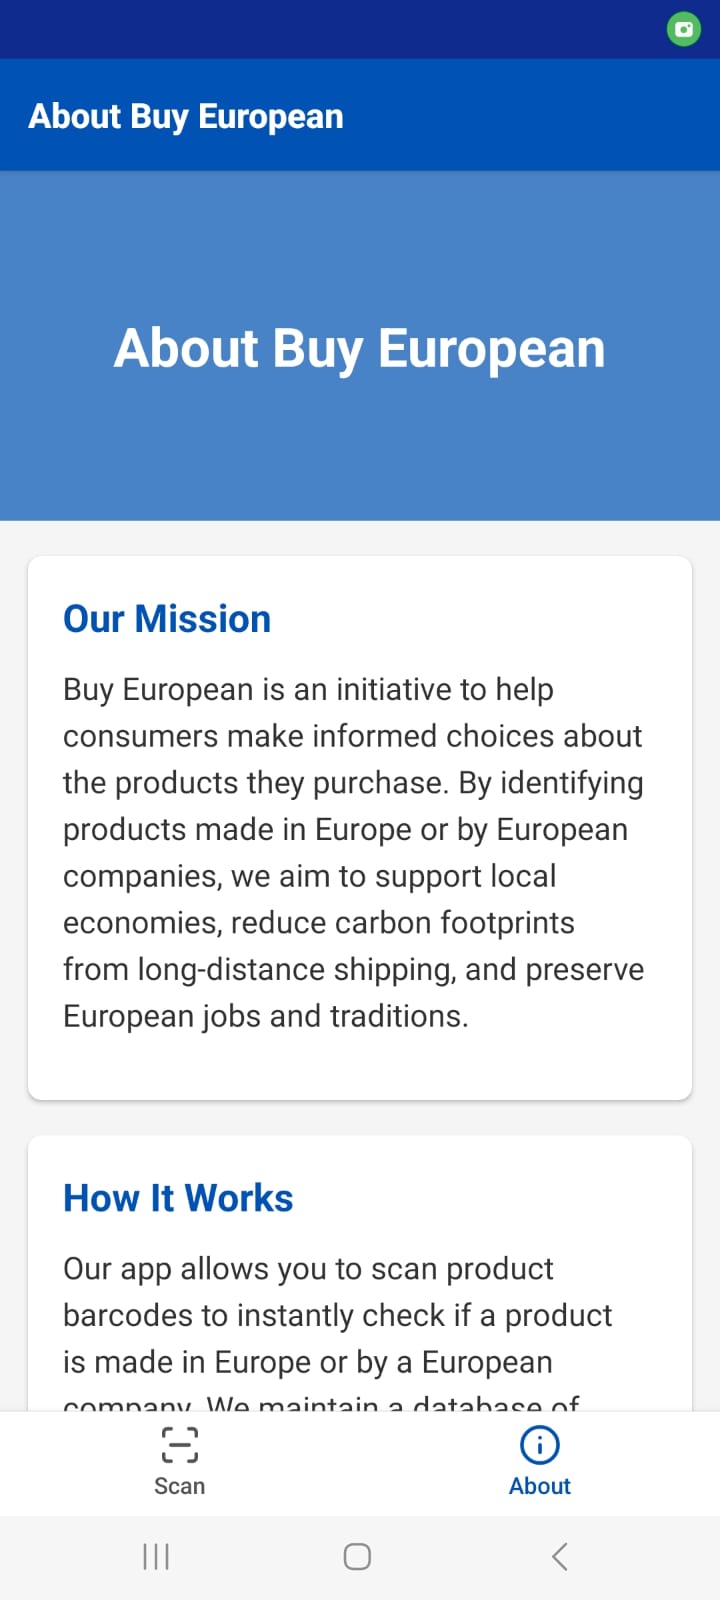 About Buy European
About Buy European
Our Mission
Buy European is an initiative to help
consumers make informed choices about
the products they purchase. By identifying
products made in Europe or by European
companies, we aim to support local
economies, reduce carbon footprints
from long-distance shipping, and preserve
European jobs and traditions.
How It Works
Our app allows you to scan product
barcodes to instantly check if a product
is made in Europe or by a European
company. We maintain a database of
Scan
About